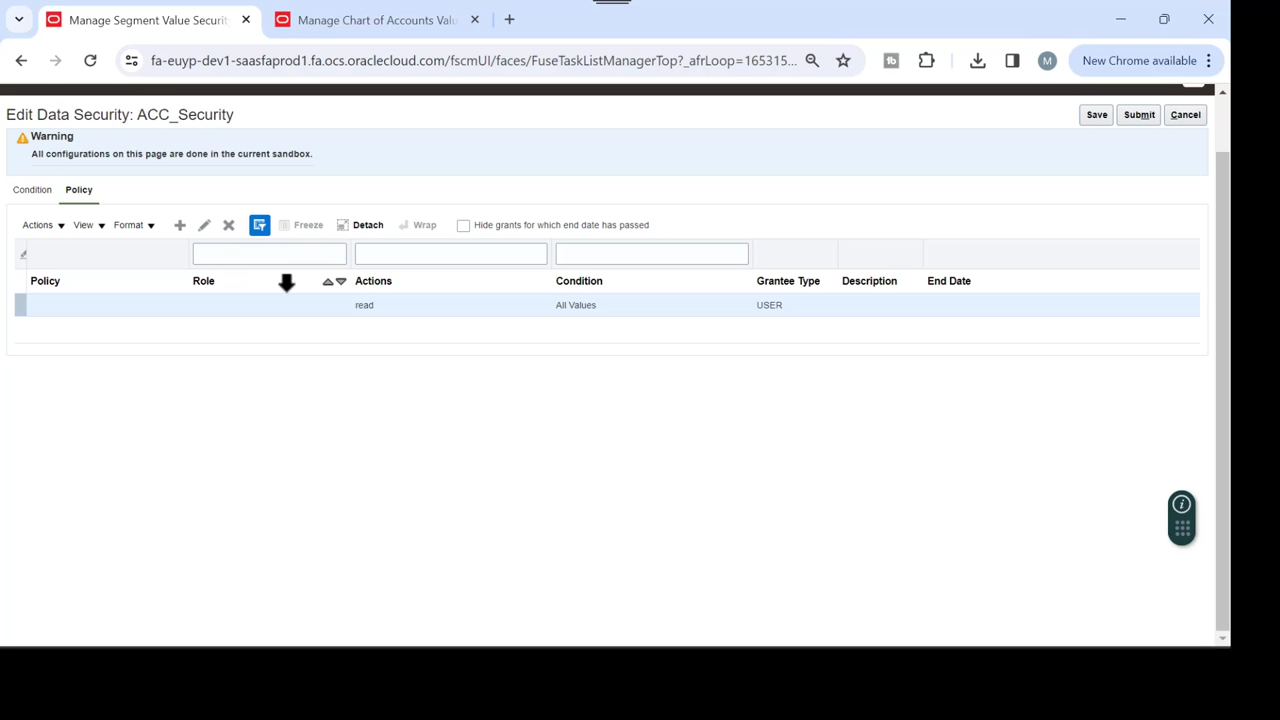 Manage Segment Value Securit
Manage Chart of Accounts Valu
fa-euyp-dev1-saasfaprod1.fa.ocs.oraclecloud.com/fscmUI/faces/FuseTaskListManagerTop?_afrLoop=165315...
M
New Chrome available
Edit Data Security: ACC_Security
Save Submit Cancel
Warning
All configurations on this page are done in the current sandbox.
Condition Policy
Actions View Format Freeze Detach Wrap Hide grants for which end date has passed
Policy Role Actions Condition Grantee Type Description End Date
read All Values USER